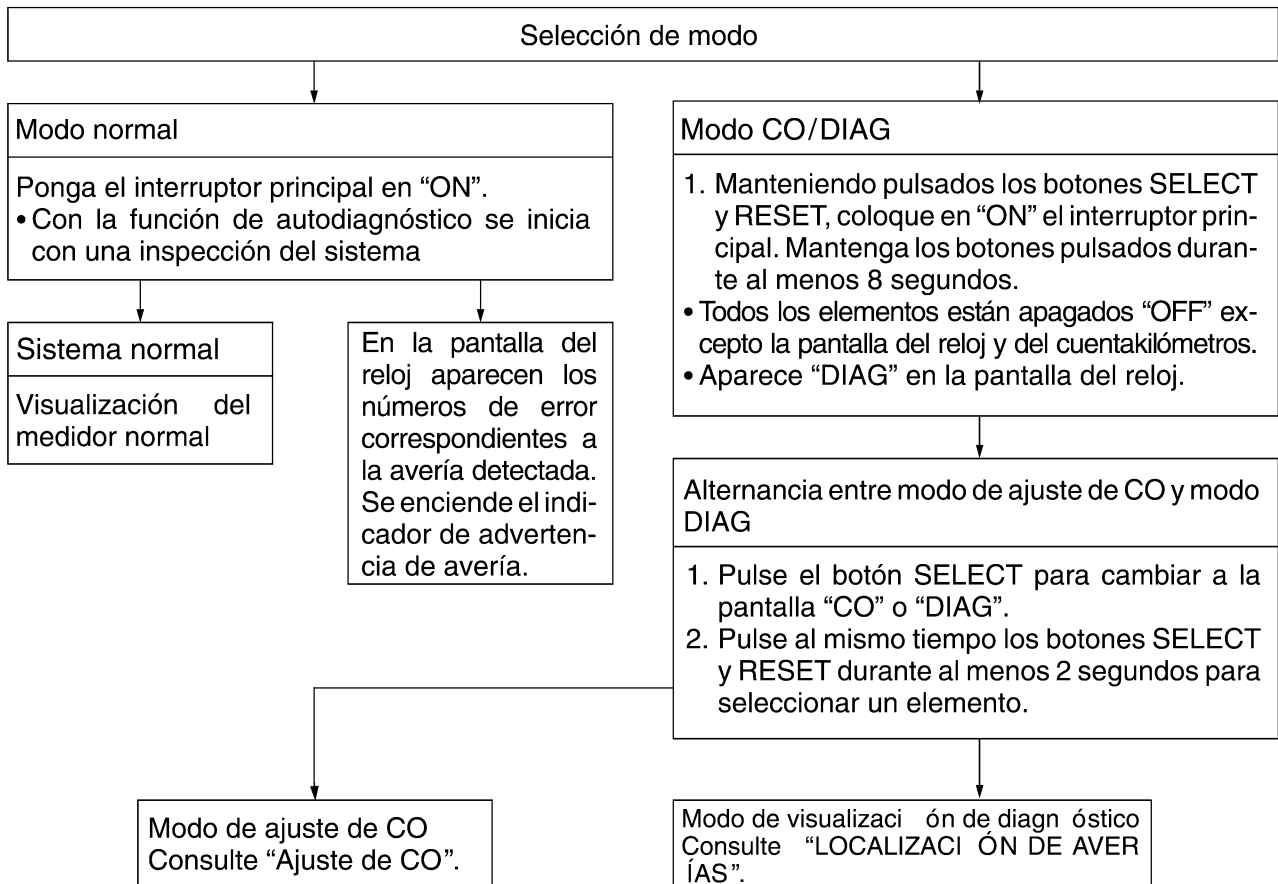 Selección de modo
Modo normal
Ponga el interruptor principal en “ON”.
• Con la función de autodiagnóstico se inicia
con una inspección del sistema
Sistema normal
Visualización del
medidor normal
En la pantalla del
reloj aparecen los
números de error
correspondientes a
la avería detectada.
Se enciende el indi-
cador de adverten-
cia de avería.
Modo CO/DIAG
1. Manteniendo pulsados los botones SELECT
y RESET, coloque en “ON” el interruptor prin-
cipal. Mantenga los botones pulsados duran-
te al menos 8 segundos.
• Todos los elementos están apagados “OFF” ex-
cepto la pantalla del reloj y del cuentakilómetros.
• Aparece “DIAG” en la pantalla del reloj.
Alternancia entre modo de ajuste de CO y modo
DIAG
1. Pulse el botón SELECT para cambiar a la
pantalla “CO” o “DIAG”.
2. Pulse al mismo tiempo los botones SELECT
y RESET durante al menos 2 segundos para
seleccionar un elemento.
Modo de ajuste de CO
Consulte “Ajuste de CO”.
Modo de visualizaci ón de diagn óstico
Consulte “LOCALIZACI ÓN DE AVER
ÍAS”.